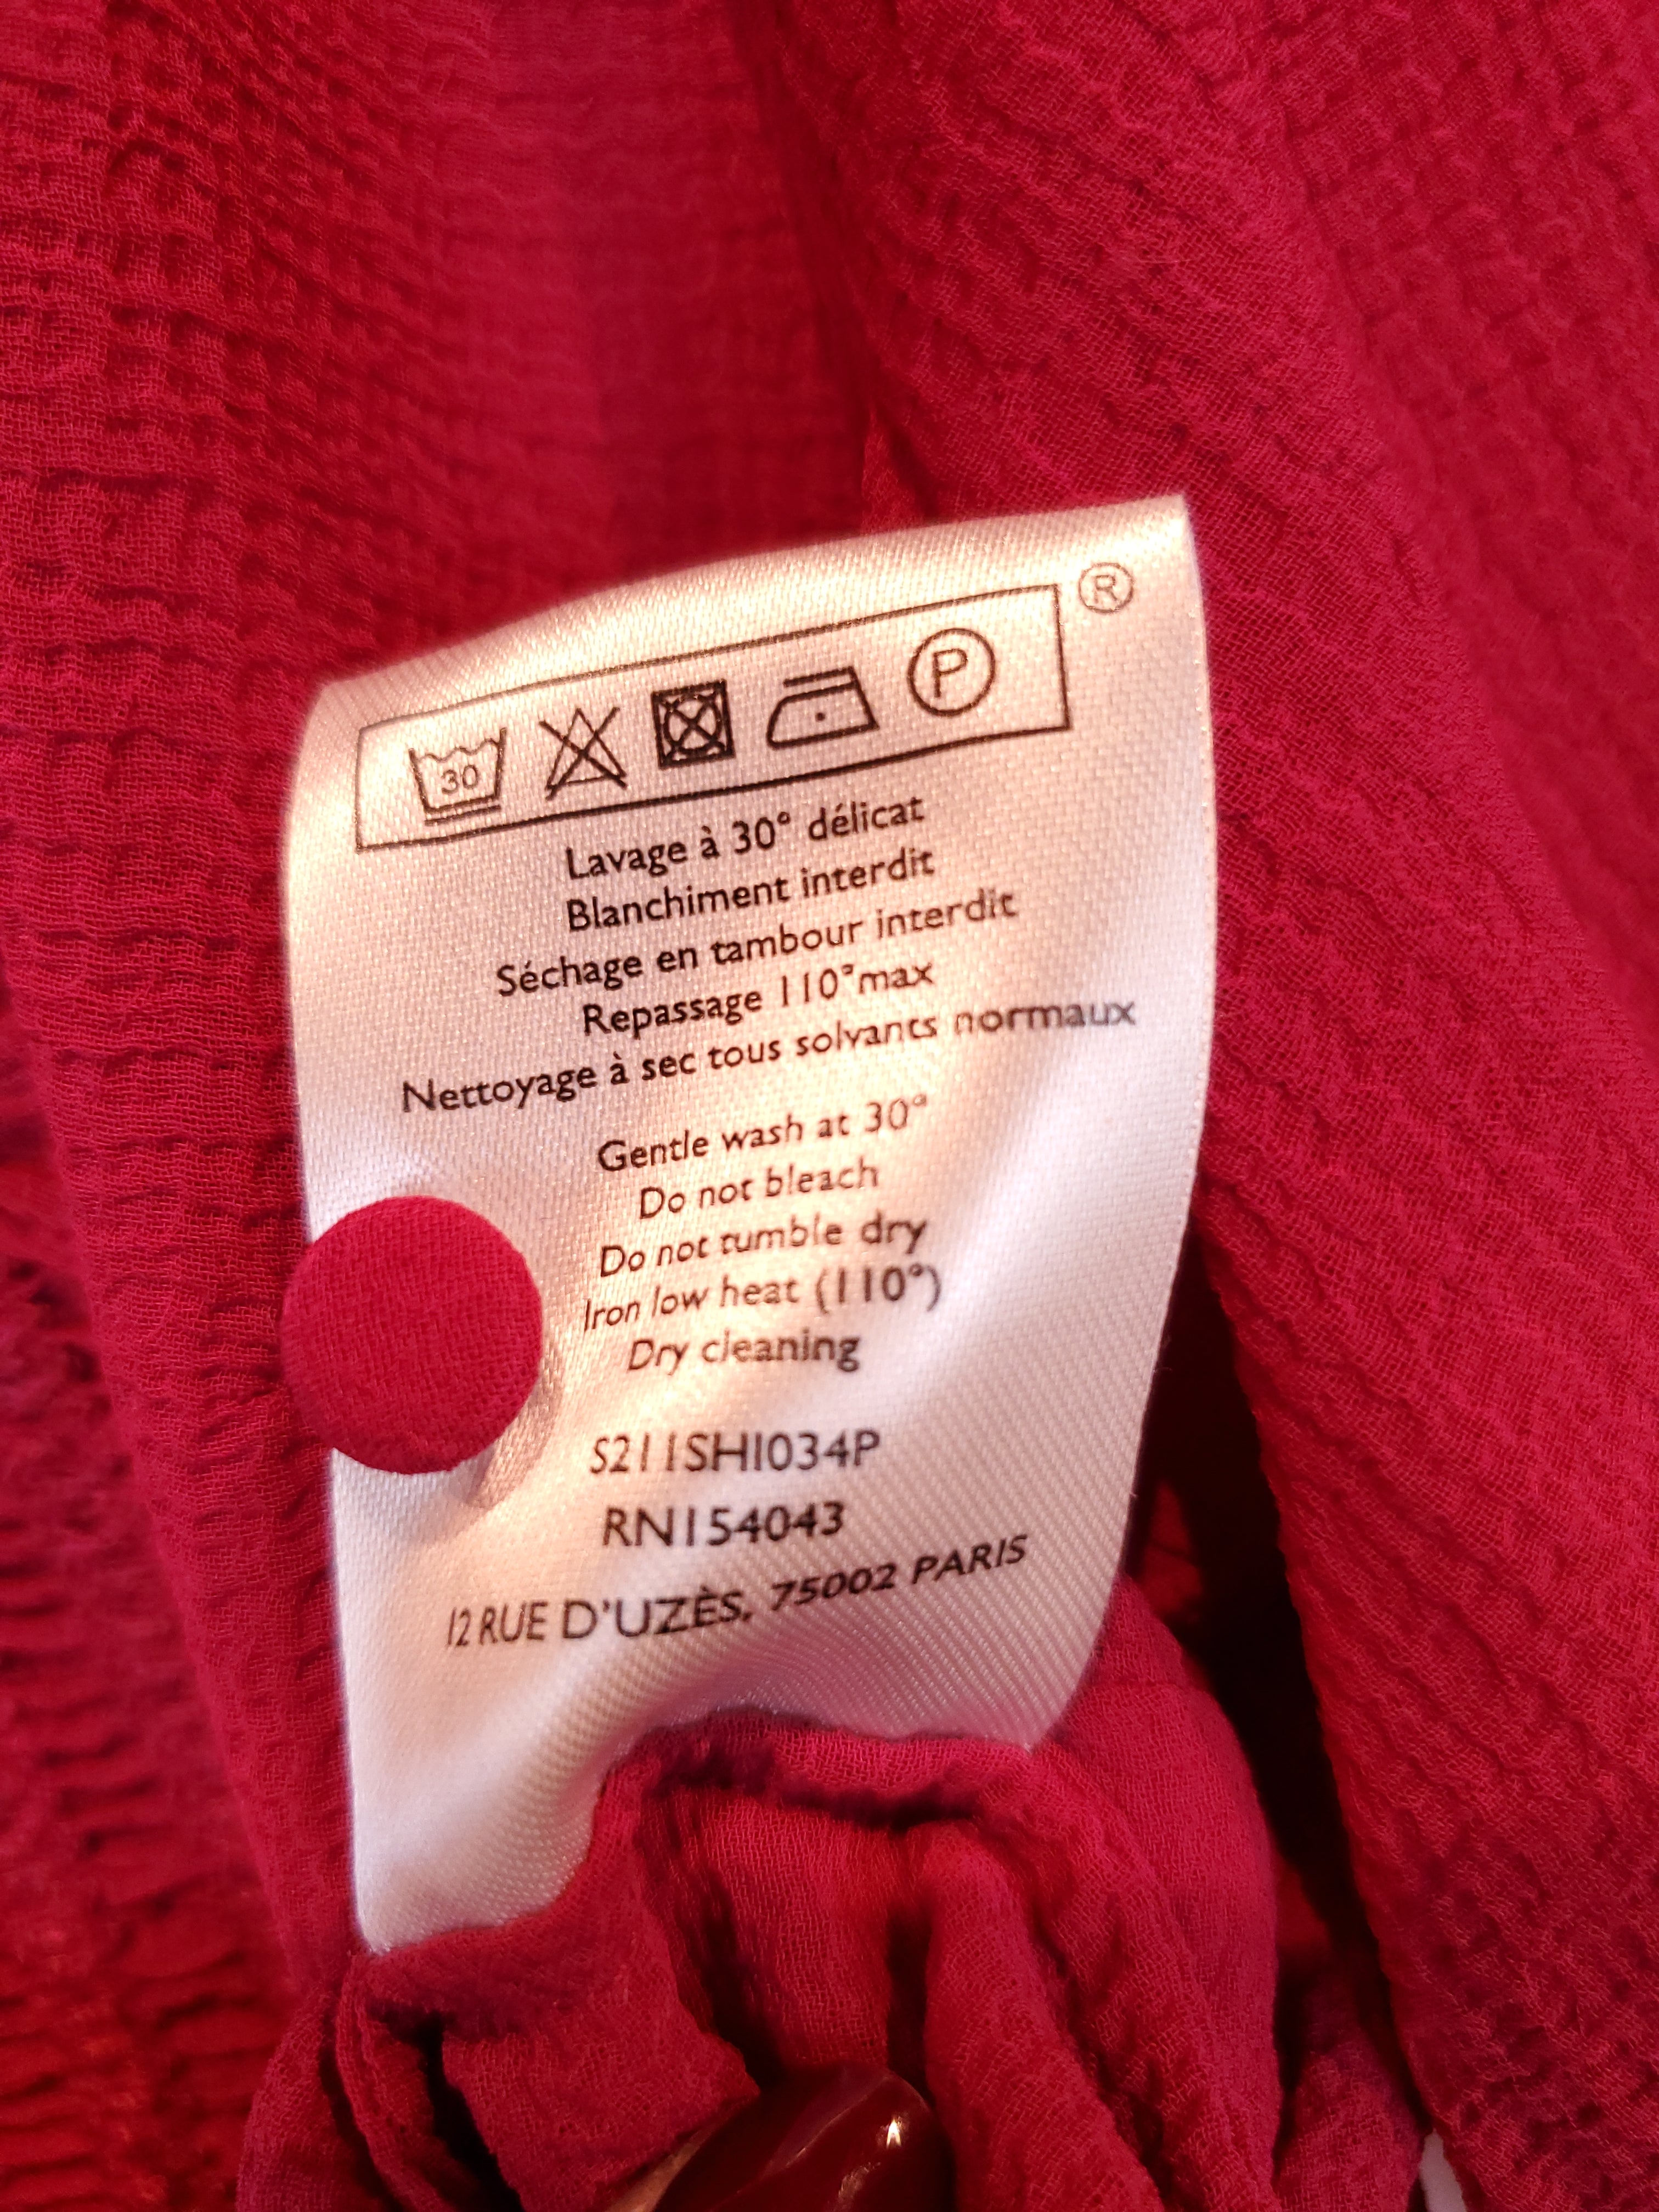 ®
30 P
Lavage à 30° délicat
Blanchiment interdit
Séchage en tambour interdit
Repassage 110°max
Nettoyage à sec tous solvants normaux
Gentle wash at 30°
Do not bleach
Do not tumble dry
Iron low heat (110°)
Dry cleaning
S211SHI034P
RN154043
12 RUE D'UZÈS, 75002 PARIS